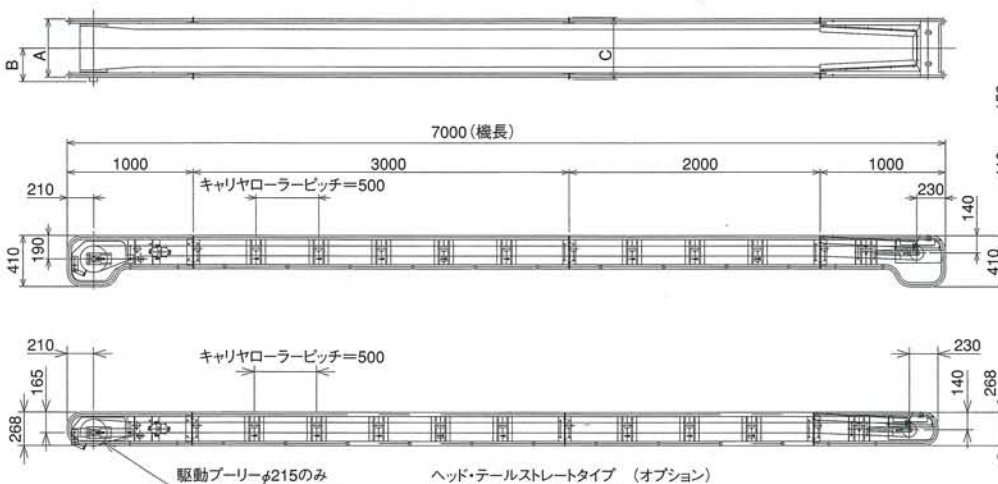 A
B
C
7000(機長)
1000
3000
2000
1000
210
キャリヤローラーピッチ=500
230
140
190
410
410
210
キャリヤローラーピッチ=500
230
165
140
268
268
駆動プーリーφ215のみ
ヘッド・テールストレートタイプ (オプション)